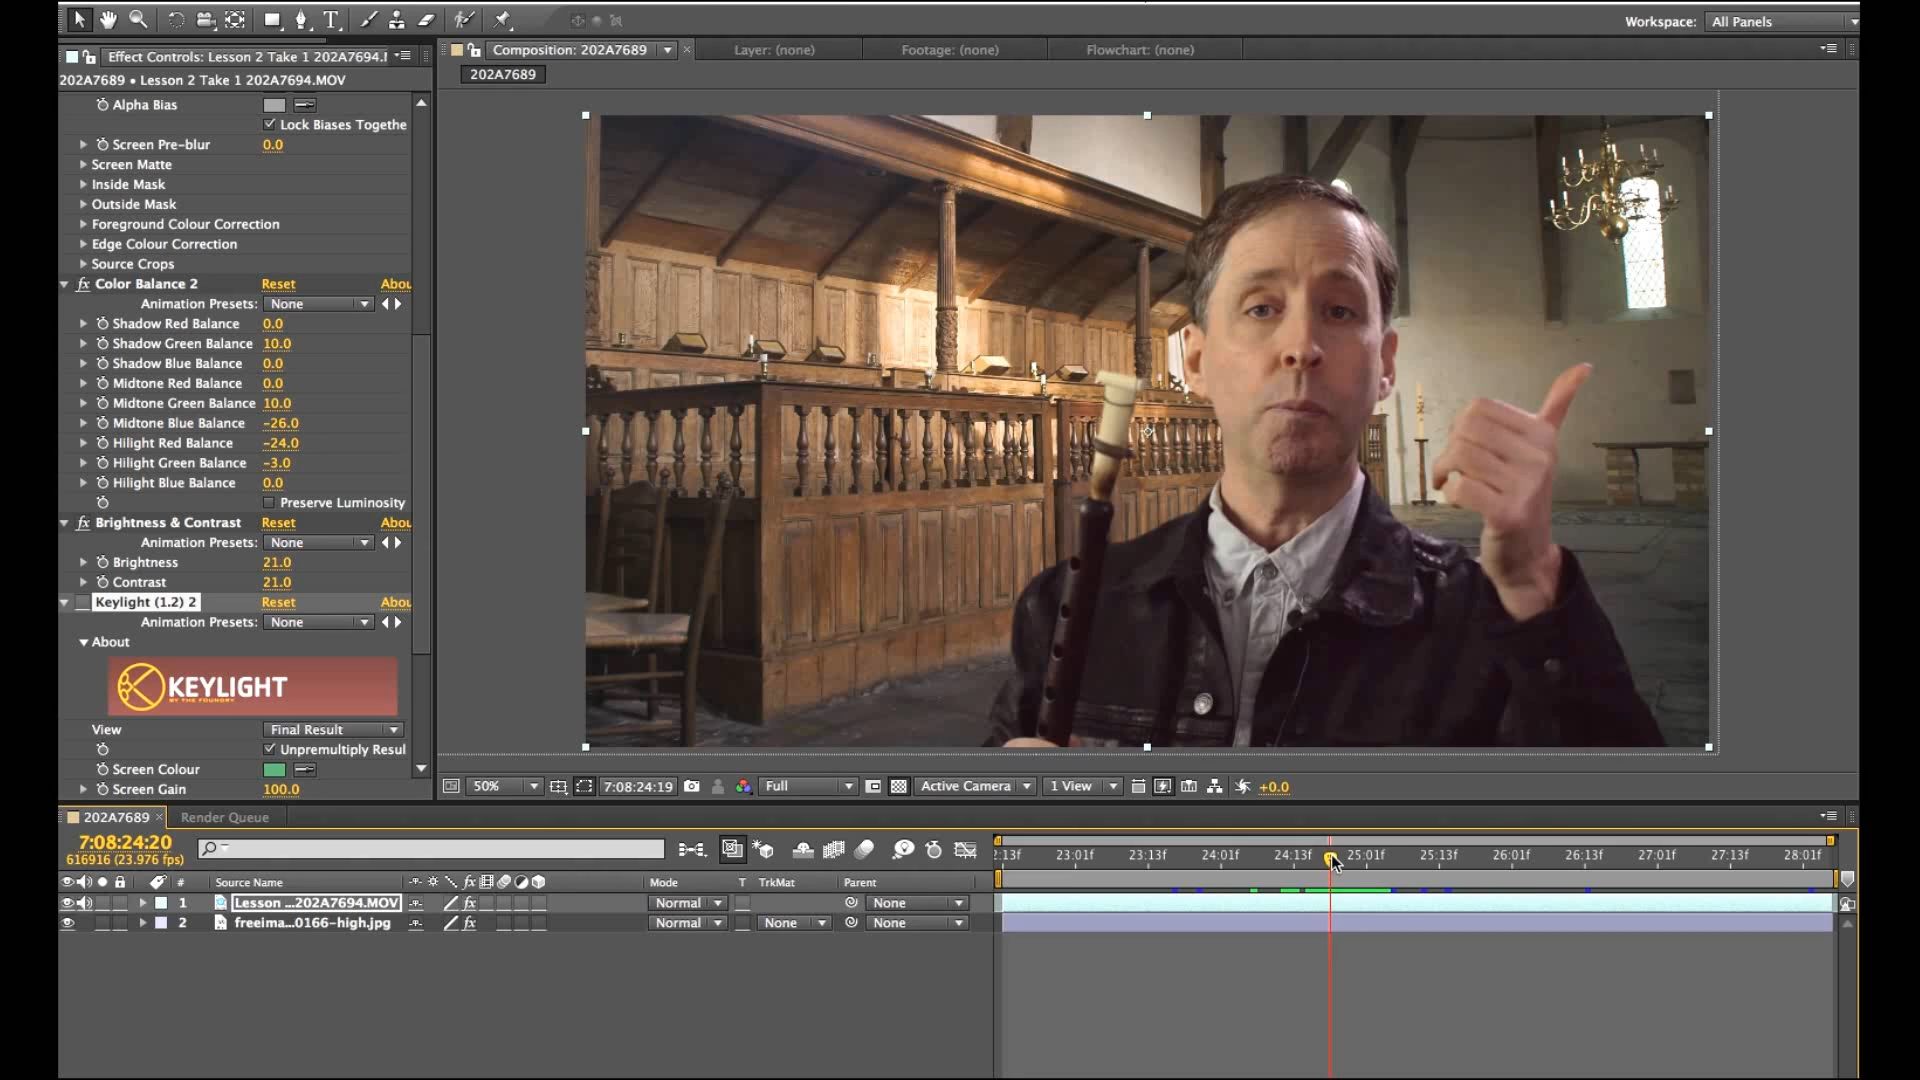 Workspace: All Panels
Effect Controls: Lesson 2 Take 1 202A7694.
Composition: 202A7689
Layer: (none)
Footage: (none)
Flowchart: (none)
202A7689 • Lesson 2 Take 1 202A7694.MOV
202A7689
Alpha Bias
Lock Biases Togethe
Screen Pre-blur 0.0
Screen Matte
Inside Mask
Outside Mask
Foreground Colour Correction
Edge Colour Correction
Source Crops
fx Color Balance 2 Reset Abou
Animation Presets: None
Shadow Red Balance 0.0
Shadow Green Balance 10.0
Shadow Blue Balance 0.0
Midtone Red Balance 0.0
Midtone Green Balance 10.0
Midtone Blue Balance -26.0
Hilight Red Balance -24.0
Hilight Green Balance -3.0
Hilight Blue Balance 0.0
Preserve Luminosity
fx Brightness & Contrast Reset Abou
Animation Presets: None
Brightness 21.0
Contrast 21.0
Keylight (1.2) 2 Reset Abou
Animation Presets: None
About
KEYLIGHT
BY THE FOUNDRY
View Final Result
Unpremultiply Resul
Screen Colour
Screen Gain 100.0
50% 7:08:24:19 Full Active Camera 1 View +0.0
202A7689 Render Queue
7:08:24:20
616916 (23.976 fps)
2:13f 23:01f 23:13f 24:01f 24:13f 25:01f 25:13f 26:01f 26:13f 27:01f 27:13f 28:01f
# Source Name fx Mode T TrkMat Parent
1 Lesson ...202A7694.MOV fx Normal None
2 freeima...0166-high.jpg fx Normal None None